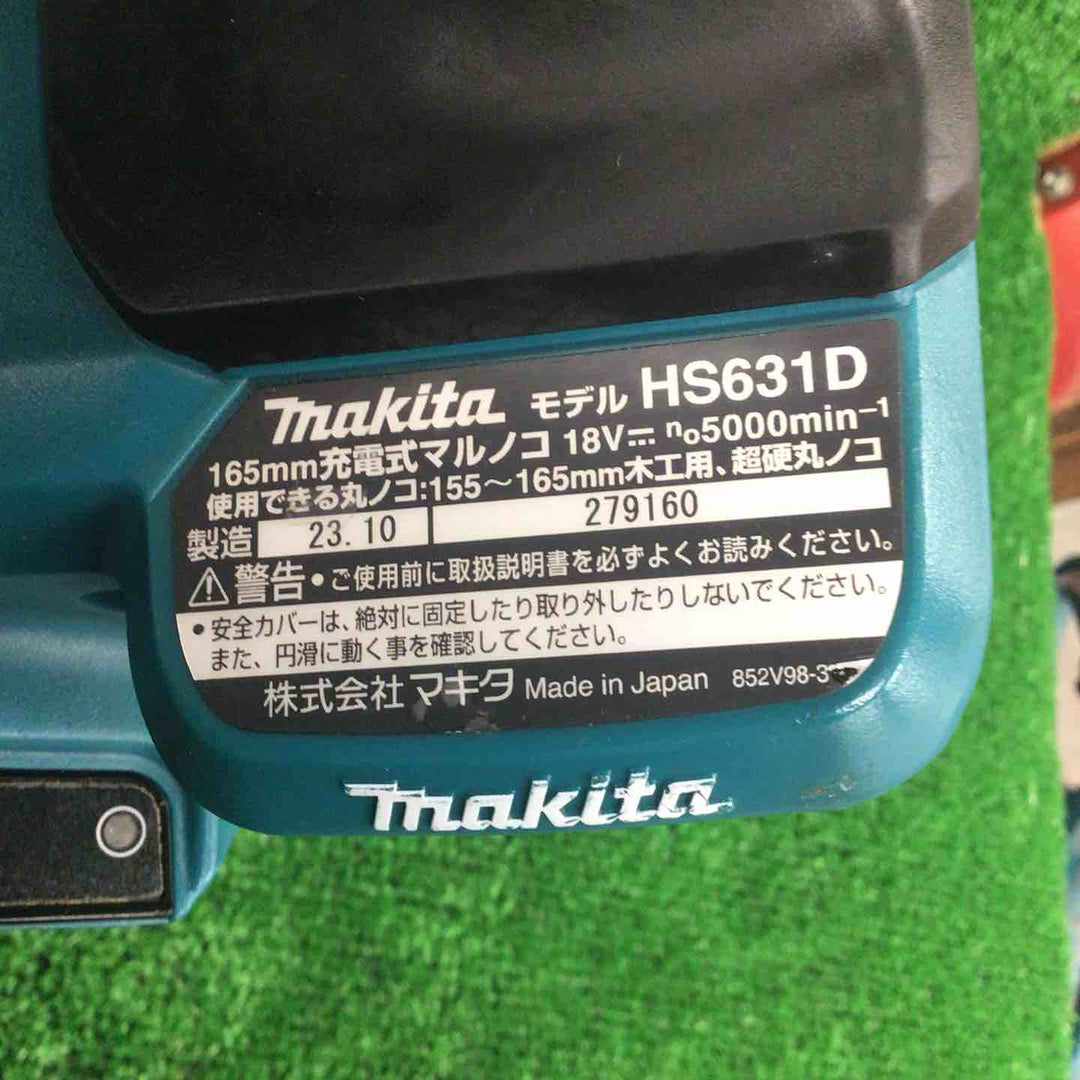 makita モデル HS631D
165mm充電式マルノコ 18V⎓ n₀5000min⁻¹
使用できる丸ノコ:155～165mm木工用、超硬丸ノコ
製造 23.10 279160
⚠警告•ご使用前に取扱説明書を必ずよくお読みください。
•安全カバーは、絶対に固定したり取り外したりしないでください。
また、円滑に動く事を確認してください。
株式会社マキタ Made in Japan
makita